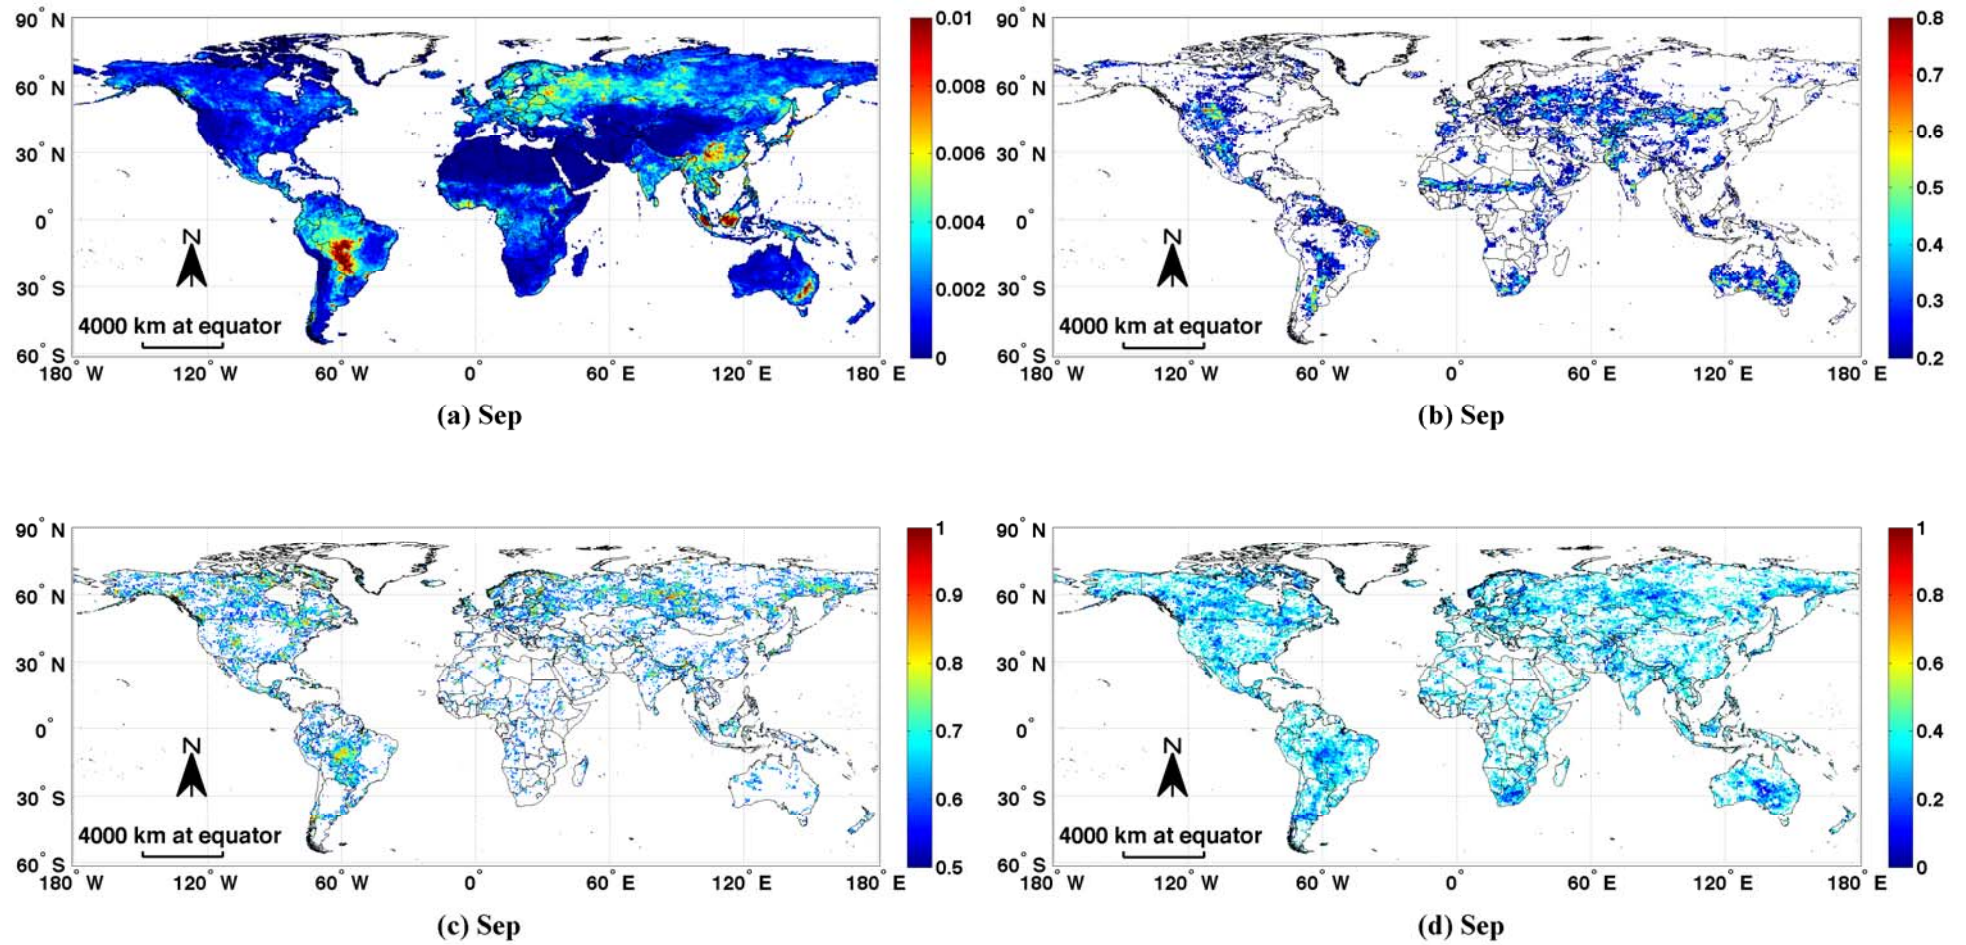 90° N
60° N
30° N
0°
30° S
60° S
180° W
120° W
60° W
0°
60° E
120° E
180° E
N
4000 km at equator
0.01
0.008
0.006
0.004
0.002
0
(a) Sep
90° N
60° N
30° N
0°
30° S
60° S
180° W
120° W
60° W
0°
60° E
120° E
180° E
N
4000 km at equator
0.8
0.7
0.6
0.5
0.4
0.3
0.2
(b) Sep
90° N
60° N
30° N
0°
30° S
60° S
180° W
120° W
60° W
0°
60° E
120° E
180° E
N
4000 km at equator
1
0.9
0.8
0.7
0.6
0.5
(c) Sep
90° N
60° N
30° N
0°
30° S
60° S
180° W
120° W
60° W
0°
60° E
120° E
180° E
N
4000 km at equator
1
0.8
0.6
0.4
0.2
0
(d) Sep